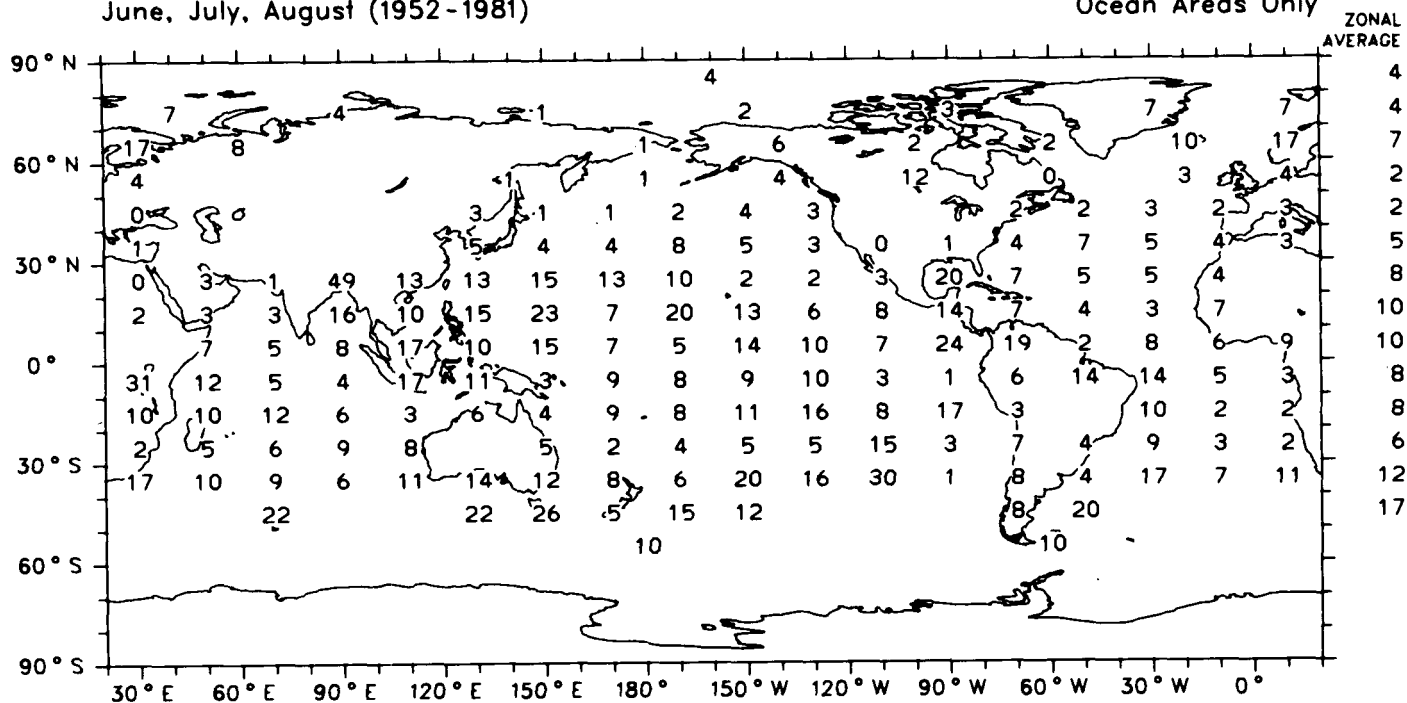 June, July, August (1952-1981) Ocean Areas Only
ZONAL AVERAGE
90° N 4 4
7 4 1 2 3 7 7 4
17 8 1 6 2 2 10 17 7
60° N
4 1 1 4 12 0 3 4 2
0 0 3 1 1 2 4 3 2 2 3 2 3 2
1 5 4 4 8 5 3 0 1 4 7 5 4 3 5
30° N
0 3 1 49 13 13 15 13 10 2 2 3 20 7 5 5 4 8
2 3 3 16 10 15 23 7 20 13 6 8 14 7 4 3 7 10
7 5 8 17 10 15 7 5 14 10 7 24 19 2 8 6 9 10
0°
31 12 5 4 17 11 3 9 8 9 10 3 1 6 14 14 5 3 8
10 10 12 6 3 6 4 9 8 11 16 8 17 3 10 2 2 8
2 5 6 9 8 5 2 4 5 5 15 3 7 4 9 3 2 6
30° S
17 10 9 6 11 14 12 8 6 20 16 30 1 8 4 17 7 11 12
22 22 26 5 15 12 8 20 17
10 10
60° S
90° S
30° E 60° E 90° E 120° E 150° E 180° 150° W 120° W 90° W 60° W 30° W 0°